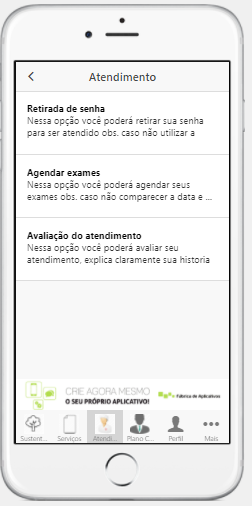 Atendimento
Retirada de senha
Nessa opção você poderá retirar sua senha
para ser atendido obs. caso não utilizar a
Agendar exames
Nessa opção você poderá agendar seus
exames obs. caso não comparecer a data e ...
Avaliação do atendimento
Nessa opção você poderá avaliar seu
atendimento, explica claramente sua historia
CRIE AGORA MESMO
O SEU PRÓPRIO APLICATIVO!
Fabrica de Aplicativos
Sustent... Serviços Atendi... Plano C... Perfil Mais